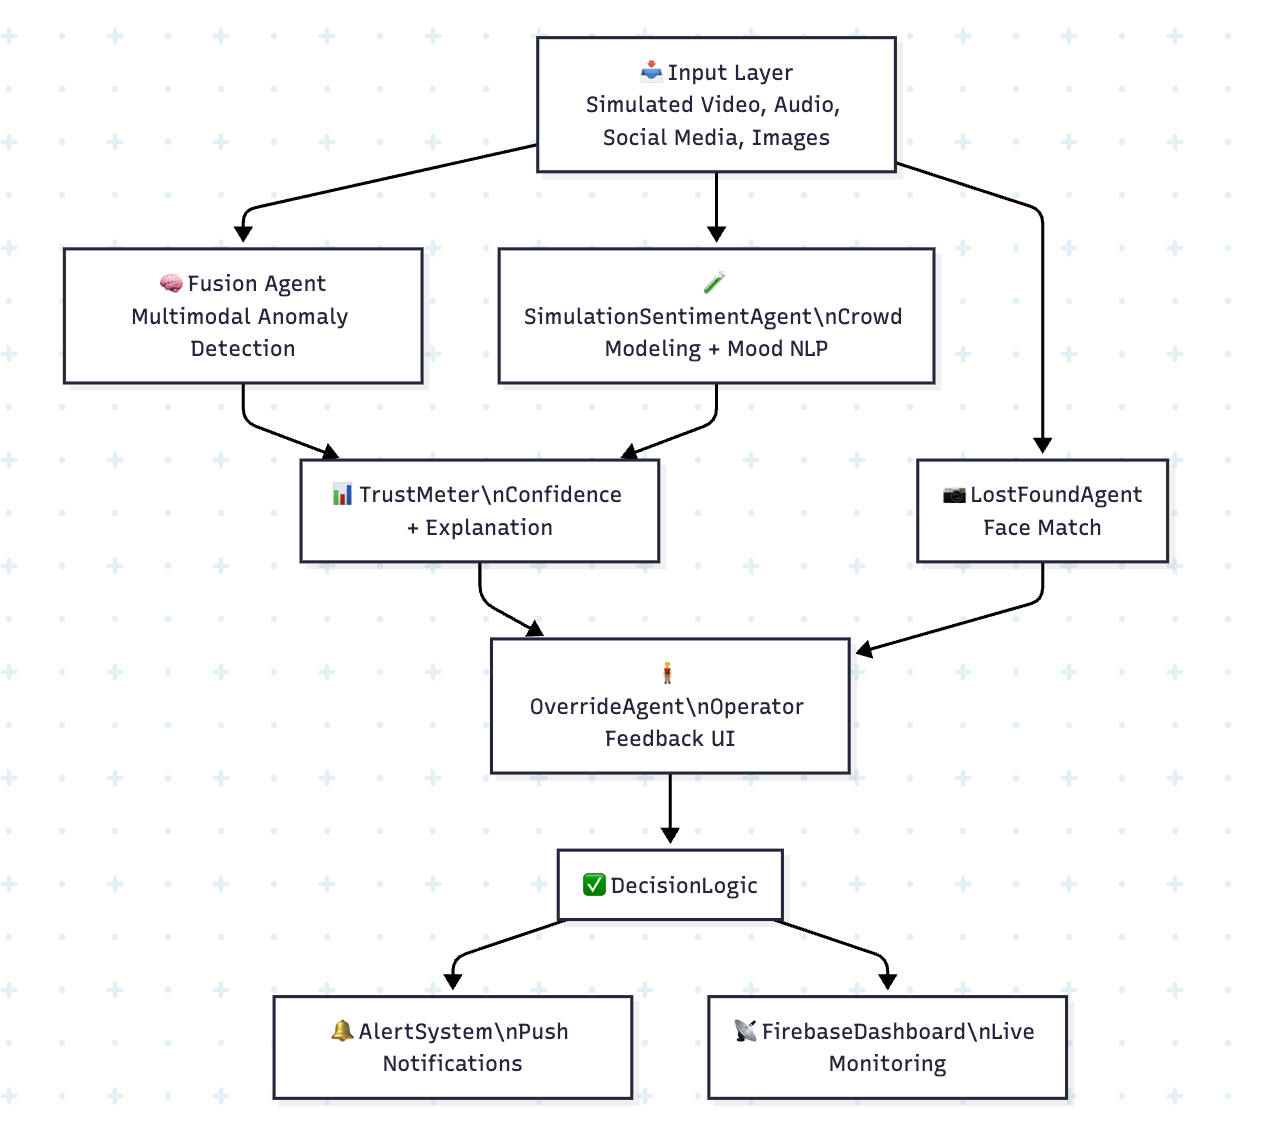 📥 Input Layer
Simulated Video, Audio,
Social Media, Images
🧠 Fusion Agent
Multimodal Anomaly
Detection
🧪
SimulationSentimentAgent\nCrowd
Modeling + Mood NLP
📊 TrustMeter\nConfidence
+ Explanation
📷 LostFoundAgent
Face Match
🧍
OverrideAgent\nOperator
Feedback UI
✅ DecisionLogic
🔔 AlertSystem\nPush
Notifications
📡 FirebaseDashboard\nLive
Monitoring